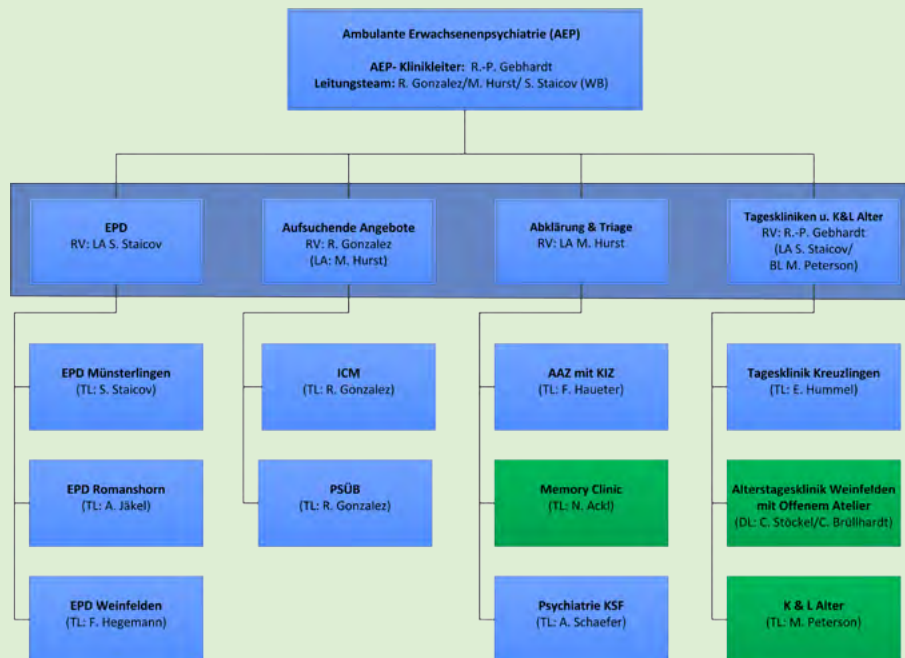 Ambulante Erwachsenenpsychiatrie (AEP)
AEP- Klinikleiter: R.-P. Gebhardt
Leitungsteam: R. Gonzalez/M. Hurst/ S. Staicov (WB)
EPD
RV: LA S. Staicov
Aufsuchende Angebote
RV: R. Gonzalez
(LA: M. Hurst)
Abklärung & Triage
RV: LA M. Hurst
Tageskliniken u. K&L Alter
RV: R.-P. Gebhardt
(LA S. Staicov/
BL M. Peterson)
EPD Münsterlingen
(TL: S. Staicov)
ICM
(TL: R. Gonzalez)
AAZ mit KIZ
(TL: F. Haueter)
Tagesklinik Kreuzlingen
(TL: E. Hummel)
EPD Romanshorn
(TL: A. Jäkel)
PSÜB
(TL: R. Gonzalez)
Memory Clinic
(TL: N. Ackl)
Alterstagesklinik Weinfelden
mit Offenem Atelier
(DL: C. Stöckel/C. Brüllhardt)
EPD Weinfelden
(TL: F. Hegemann)
Psychiatrie KSF
(TL: A. Schaefer)
K & L Alter
(TL: M. Peterson)